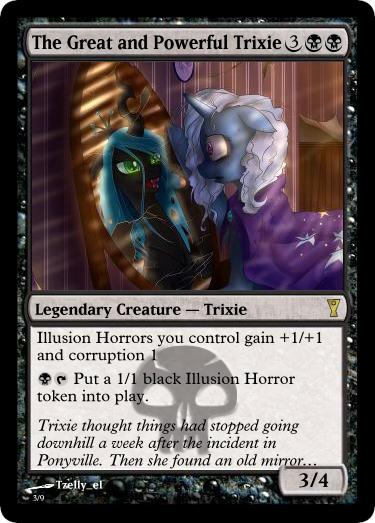 The Great and Powerful Trixie 3
Legendary Creature — Trixie
Illusion Horrors you control gain +1/+1
and corruption 1
Put a 1/1 black Illusion Horror
token into play.
Trixie thought things had stopped going
downhill a week after the incident in
Ponyville. Then she found an old mirror…
Tzelly_el
3/9
3/4